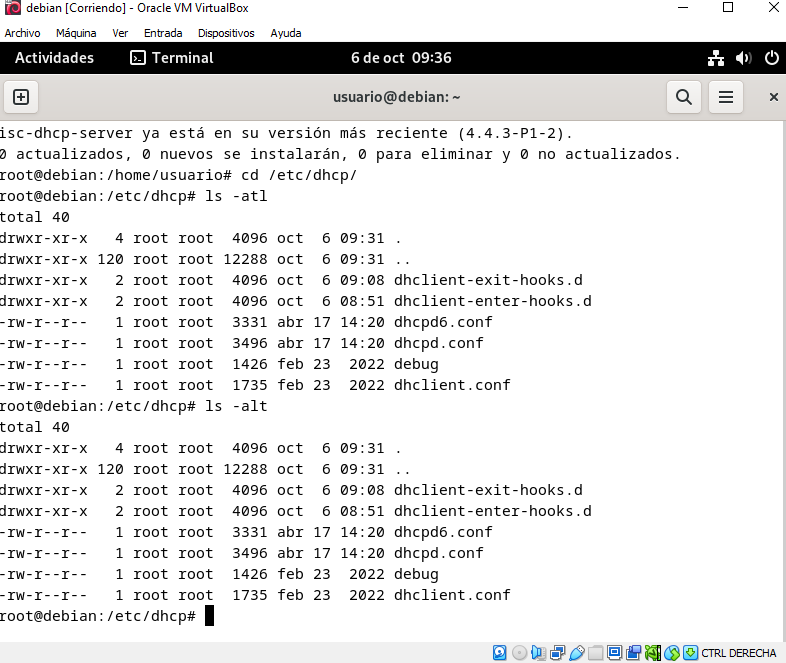 debian [Corriendo] - Oracle VM VirtualBox
Archivo Máquina Ver Entrada Dispositivos Ayuda
Actividades Terminal 6 de oct 09:36
usuario@debian: ~
isc-dhcp-server ya está en su versión más reciente (4.4.3-P1-2).
0 actualizados, 0 nuevos se instalarán, 0 para eliminar y 0 no actualizados.
root@debian:/home/usuario# cd /etc/dhcp/
root@debian:/etc/dhcp# ls -atl
total 40
drwxr-xr-x   4 root root  4096 oct  6 09:31 .
drwxr-xr-x 120 root root 12288 oct  6 09:31 ..
drwxr-xr-x   2 root root  4096 oct  6 09:08 dhclient-exit-hooks.d
drwxr-xr-x   2 root root  4096 oct  6 08:51 dhclient-enter-hooks.d
-rw-r--r--   1 root root  3331 abr 17 14:20 dhcpd6.conf
-rw-r--r--   1 root root  3496 abr 17 14:20 dhcpd.conf
-rw-r--r--   1 root root  1426 feb 23  2022 debug
-rw-r--r--   1 root root  1735 feb 23  2022 dhclient.conf
root@debian:/etc/dhcp# ls -alt
total 40
drwxr-xr-x   4 root root  4096 oct  6 09:31 .
drwxr-xr-x 120 root root 12288 oct  6 09:31 ..
drwxr-xr-x   2 root root  4096 oct  6 09:08 dhclient-exit-hooks.d
drwxr-xr-x   2 root root  4096 oct  6 08:51 dhclient-enter-hooks.d
-rw-r--r--   1 root root  3331 abr 17 14:20 dhcpd6.conf
-rw-r--r--   1 root root  3496 abr 17 14:20 dhcpd.conf
-rw-r--r--   1 root root  1426 feb 23  2022 debug
-rw-r--r--   1 root root  1735 feb 23  2022 dhclient.conf
root@debian:/etc/dhcp#
CTRL DERECHA